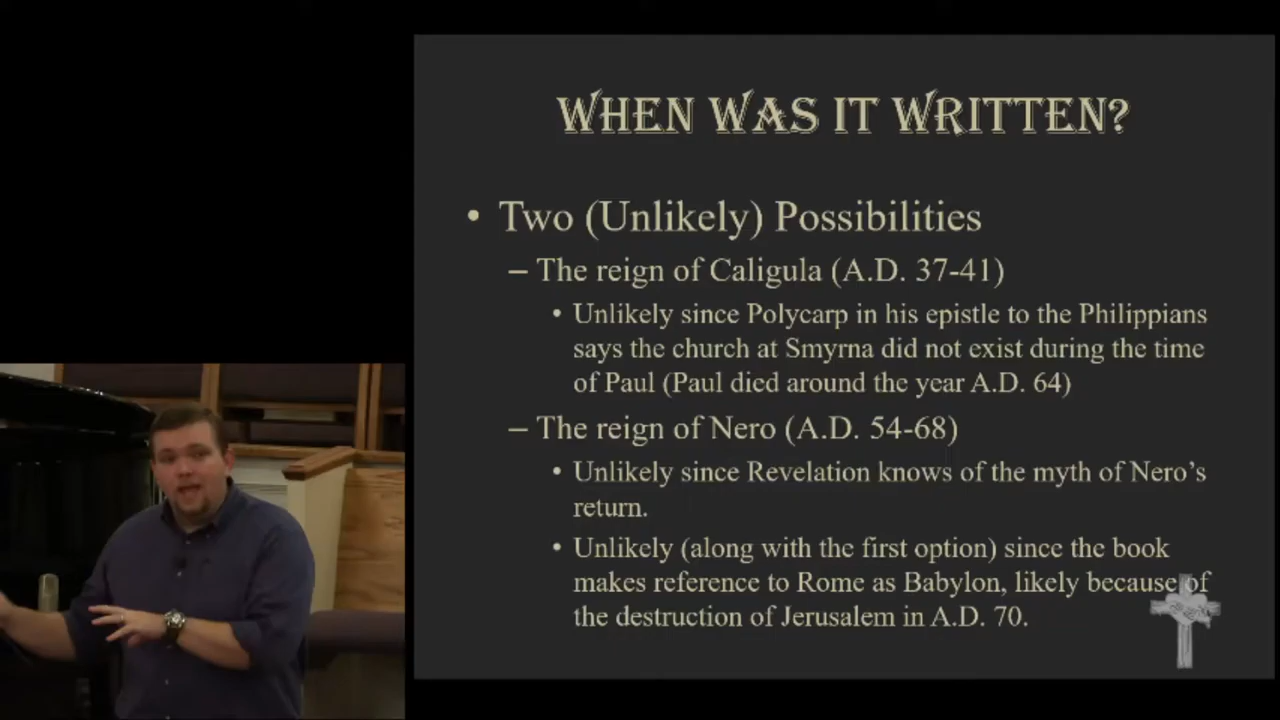 WHEN WAS IT WRITTEN?
• Two (Unlikely) Possibilities
– The reign of Caligula (A.D. 37-41)
• Unlikely since Polycarp in his epistle to the Philippians
says the church at Smyrna did not exist during the time
of Paul (Paul died around the year A.D. 64)
– The reign of Nero (A.D. 54-68)
• Unlikely since Revelation knows of the myth of Nero's
return.
• Unlikely (along with the first option) since the book
makes reference to Rome as Babylon, likely because of
the destruction of Jerusalem in A.D. 70.